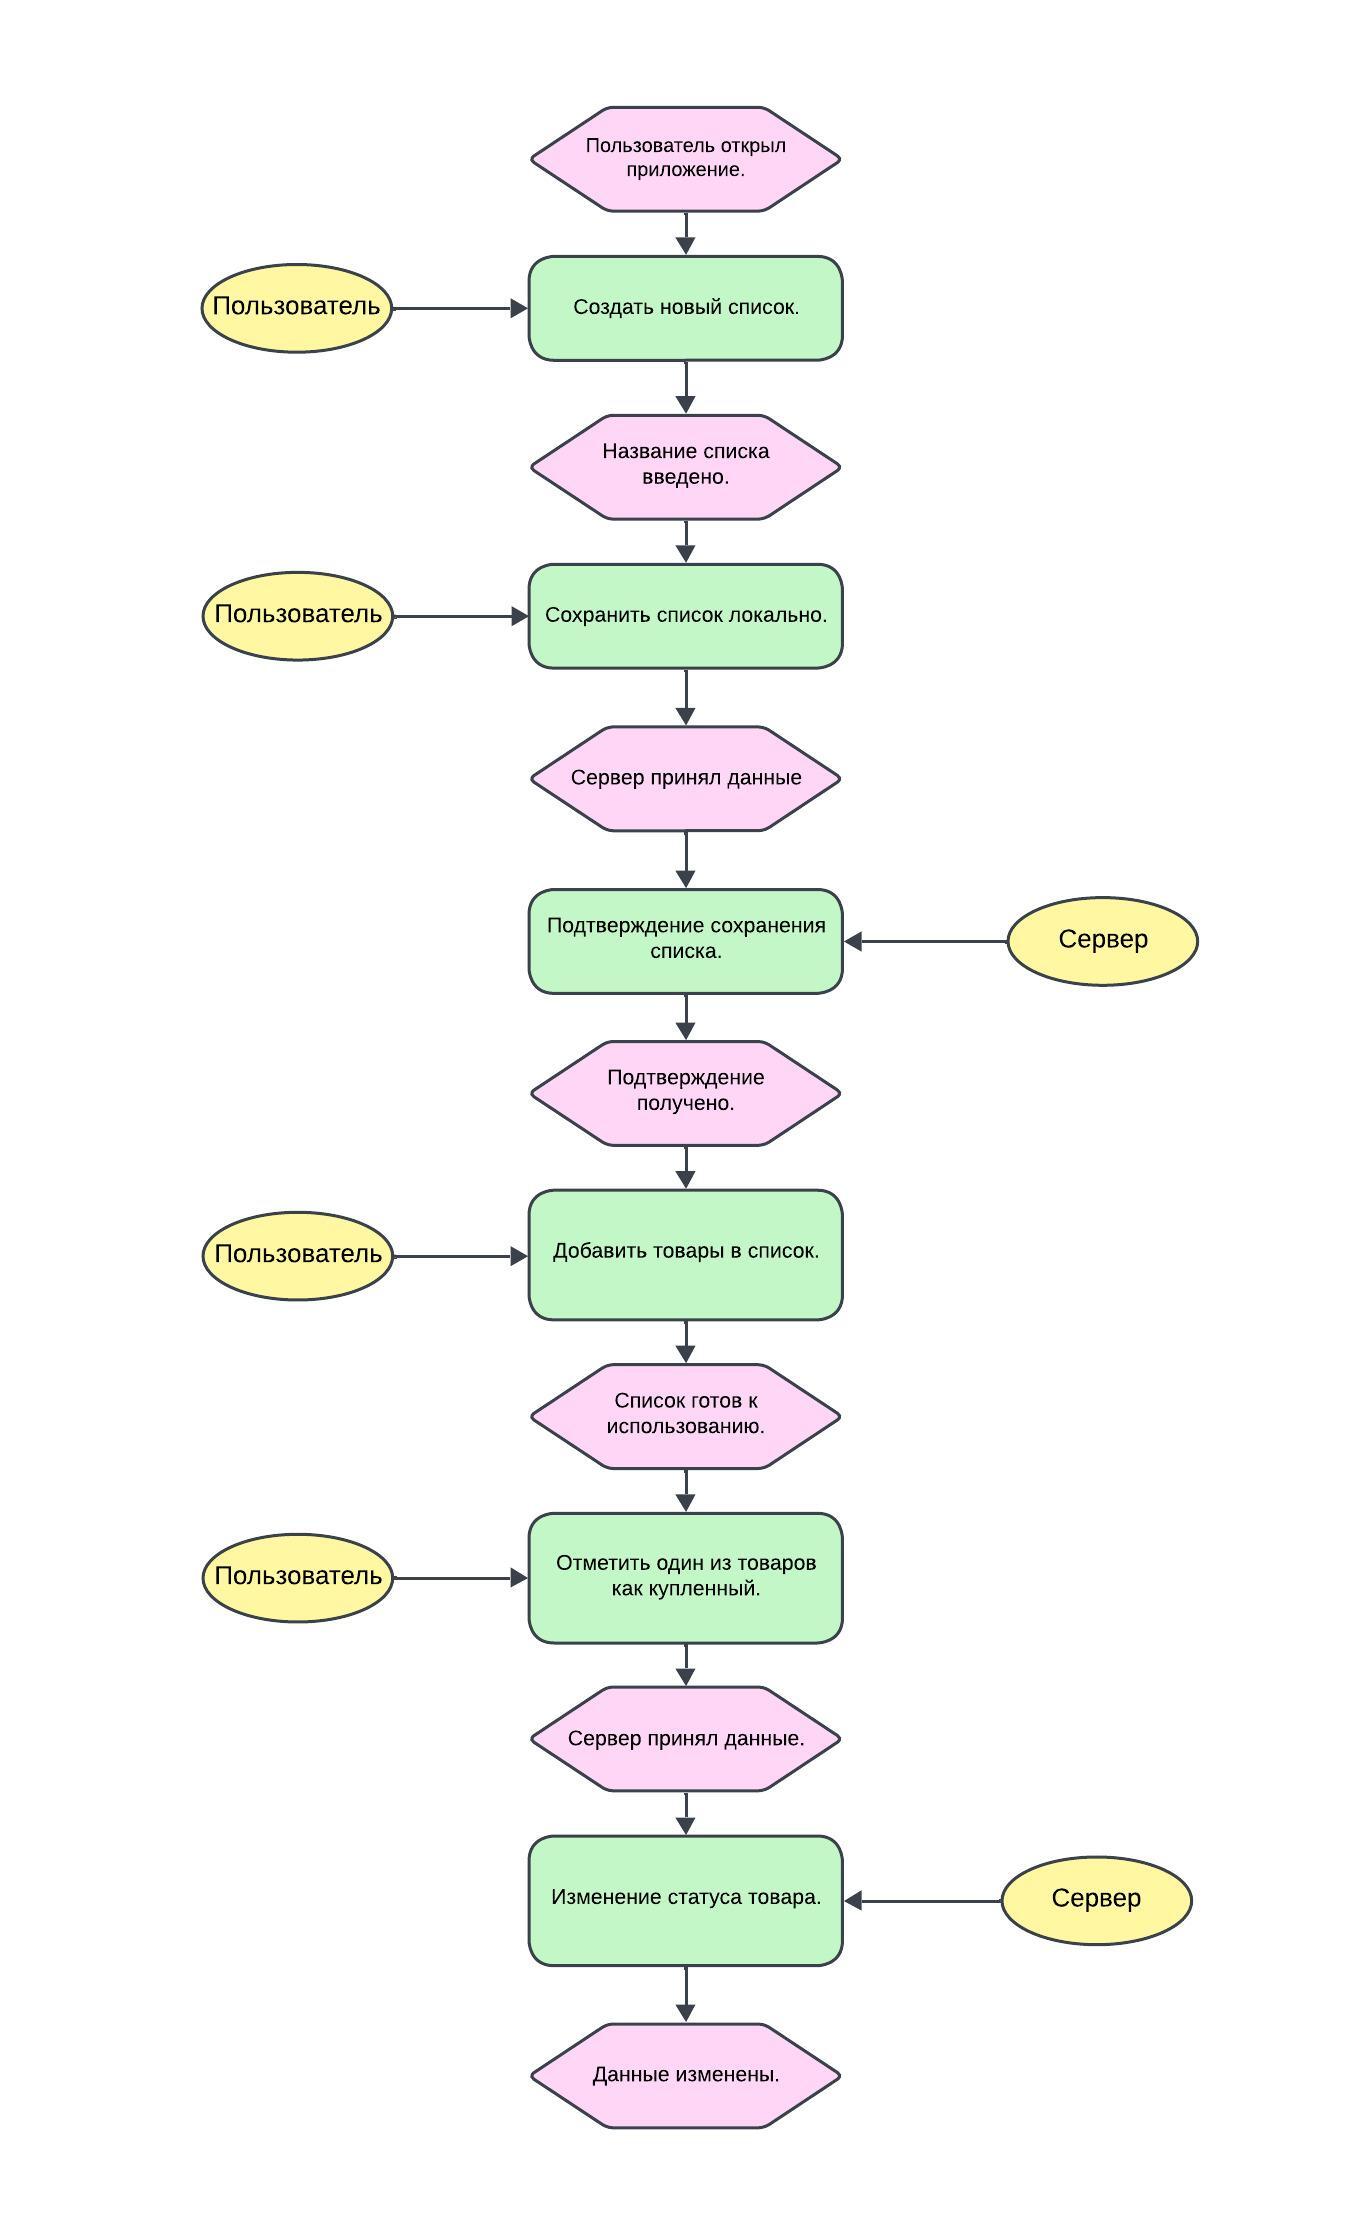 Пользователь открыл
приложение.
Пользователь
Создать новый список.
Название списка
введено.
Пользователь
Сохранить список локально.
Сервер принял данные
Подтверждение сохранения
списка.
Сервер
Подтверждение
получено.
Пользователь
Добавить товары в список.
Список готов к
использованию.
Пользователь
Отметить один из товаров
как купленный.
Сервер принял данные.
Изменение статуса товара.
Сервер
Данные изменены.